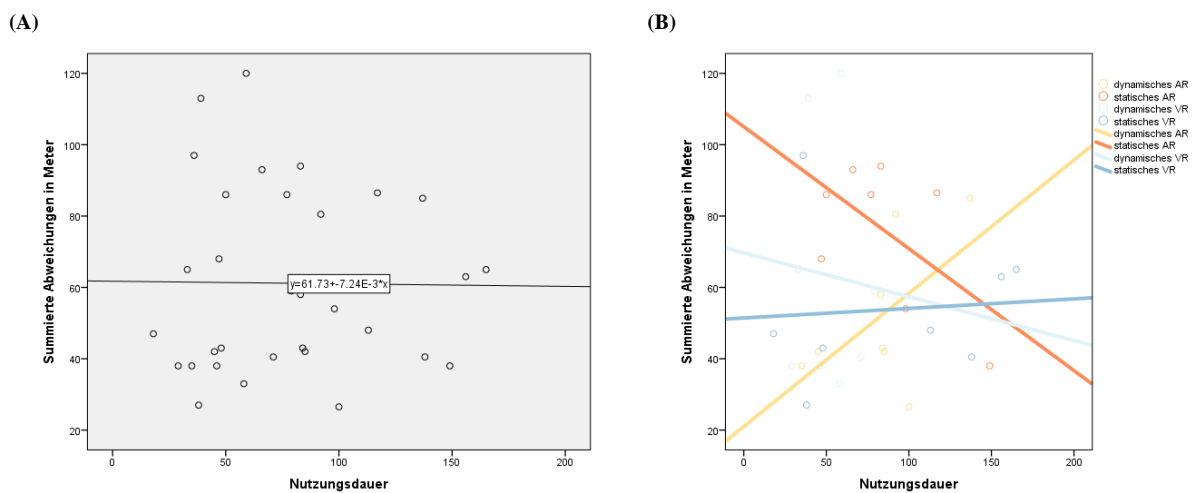 (A)
120
100
80
60
40
20
0
50
100
150
200
Summierte Abweichungen in Meter
Nutzungsdauer
y=61.73+-7.24E-3*x
(B)
120
100
80
60
40
20
0
50
100
150
200
Summierte Abweichungen in Meter
Nutzungsdauer
dynamisches AR
statisches AR
dynamisches VR
statisches VR
dynamisches AR
statisches AR
dynamisches VR
statisches VR